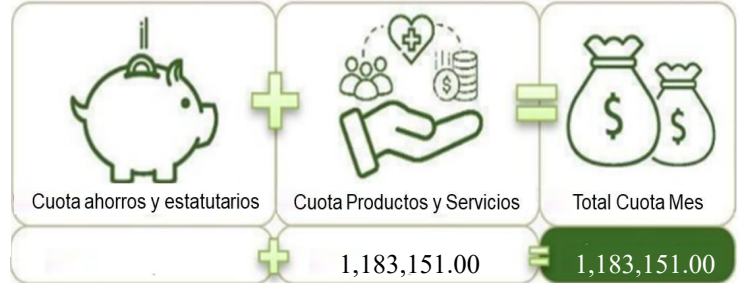 Cuota ahorros y estatutarios
Cuota Productos y Servicios
Total Cuota Mes
1,183,151.00
1,183,151.00